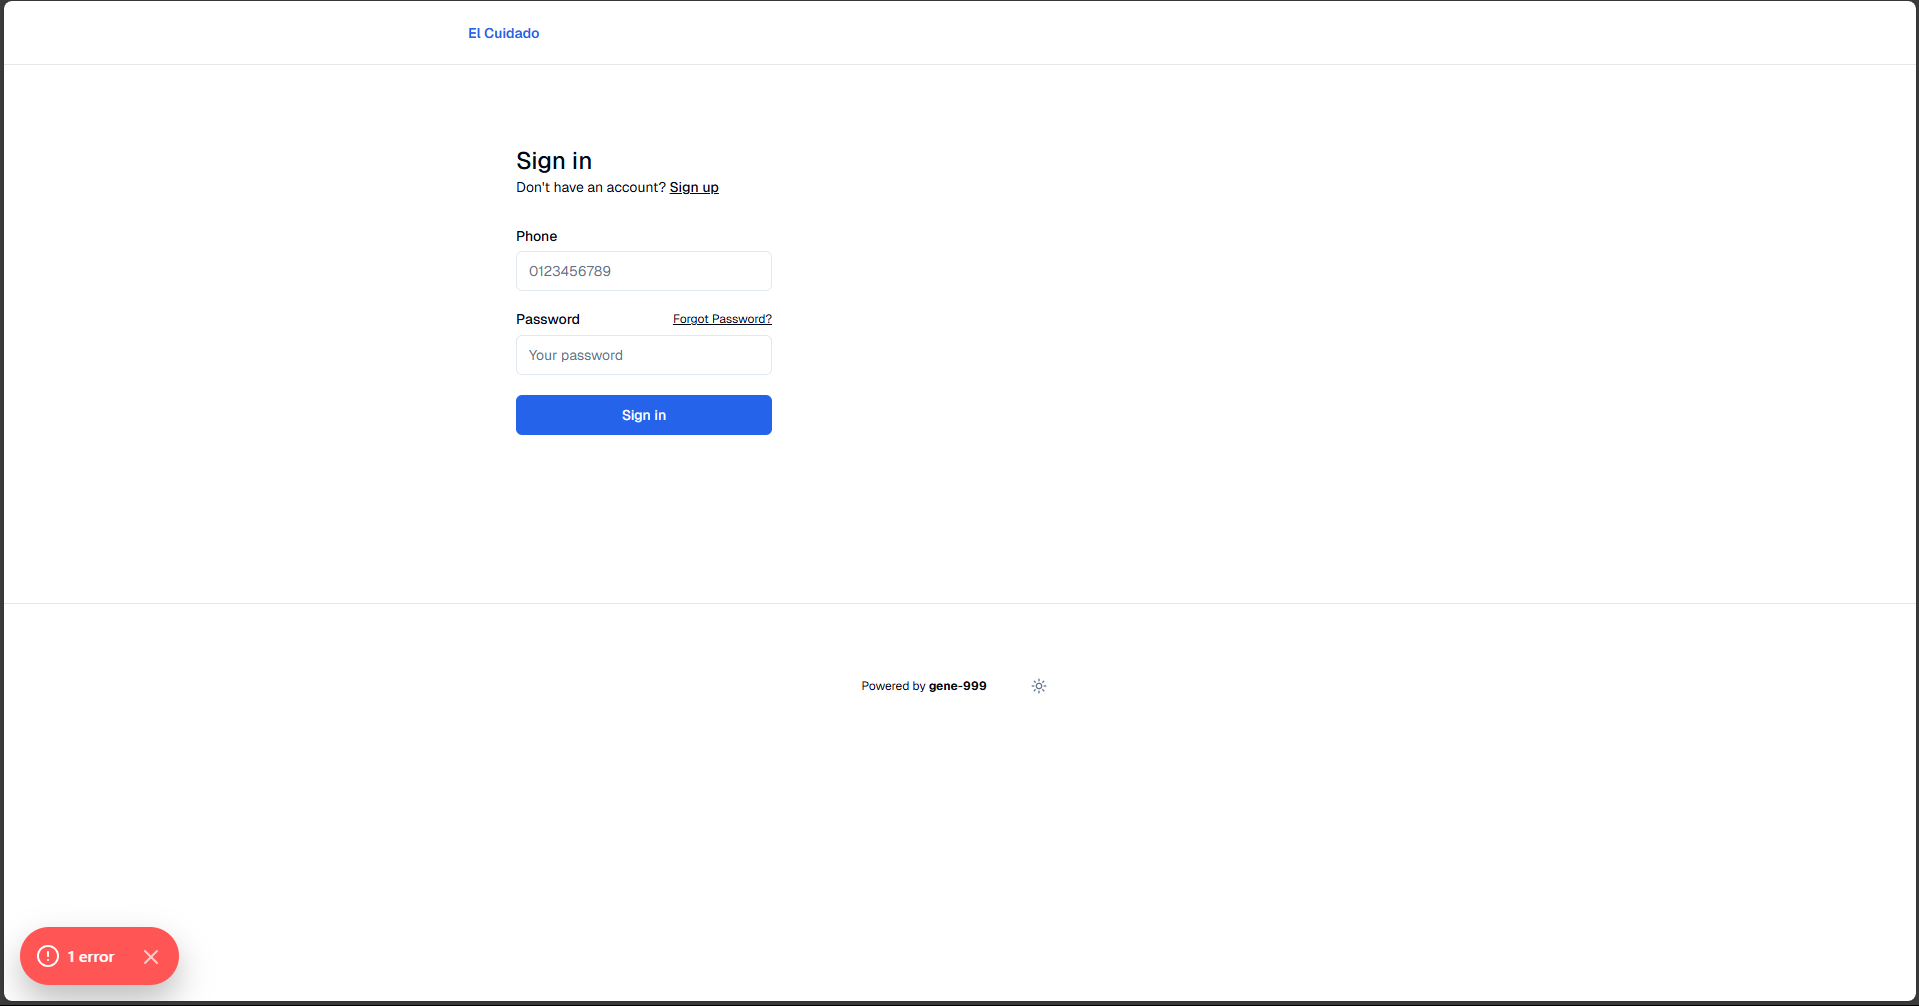 El Cuidado
Sign in
Don't have an account? Sign up
Phone
0123456789
Password Forgot Password?
Your password
Sign in
Powered by gene-999
1 error